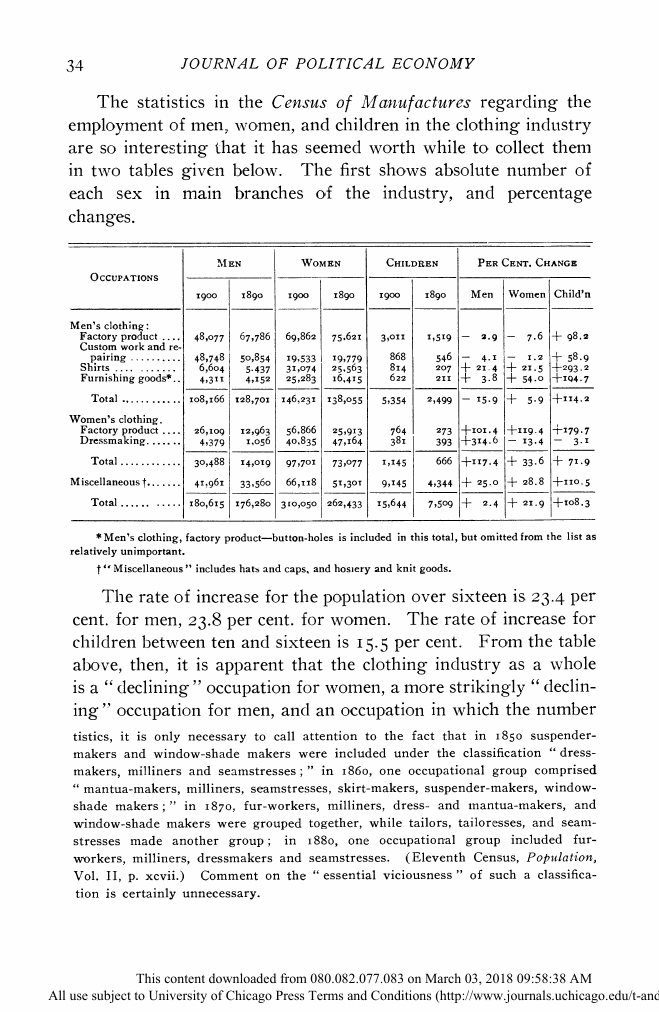 34 JOURNAL OF POLITICAL ECONOMY
The statistics in the Census of Manufactures regarding the
employment of men, women, and children in the clothing industry
are so interesting that it has seemed worth while to collect them
in two tables given below. The first shows absolute number of
each sex in main branches of the industry, and percentage
changes.
OCCUPATIONS MEN WOMEN CHILDREN PER CENT. CHANGE
1900 1890 1900 1890 1900 1890 Men Women Child'n
Men's clothing:
Factory product .... 48,077 67,786 69,862 75,621 3,011 1,519 − 2.9 − 7.6 + 98.2
Custom work and re-
pairing .......... 48,748 50,854 19,533 19,779 868 546 − 4.1 − 1.2 + 58.9
Shirts .... ........ 6,604 5.437 31,074 25,563 814 207 + 21 4 + 21.5 +293.2
Furnishing goods*.. 4,311 4,152 25,283 16,415 622 211 + 3.8 + 54.0 +194.7
Total ............ 108,166 128,701 146,231 138,055 5,354 2,499 − 15.9 + 5.9 +114.2
Women's clothing.
Factory product .... 26,109 12,963 56,866 25,913 764 273 +101.4 +119.4 +179.7
Dressmaking....... 4,379 1,056 40,835 47,164 381 393 +314.6 − 13.4 − 3.1
Total ............ 30,488 14,019 97,701 73,077 1,145 666 +117.4 + 33.6 + 71.9
Miscellaneous †....... 41,961 33,560 66,118 51,301 9,145 4,344 + 25.0 + 28.8 +110.5
Total ...... ..... 180,615 176,280 310,050 262,433 15,644 7,509 + 2.4 + 21.9 +108.3
* Men's clothing, factory product—button-holes is included in this total, but omitted from the list as
relatively unimportant.
† "Miscellaneous" includes hats and caps, and hosiery and knit goods.
The rate of increase for the population over sixteen is 23.4 per
cent. for men, 23.8 per cent. for women. The rate of increase for
children between ten and sixteen is 15.5 per cent. From the table
above, then, it is apparent that the clothing industry as a whole
is a "declining" occupation for women, a more strikingly "declin-
ing" occupation for men, and an occupation in which the number
tistics, it is only necessary to call attention to the fact that in 1850 suspender-
makers and window-shade makers were included under the classification "dress-
makers, milliners and seamstresses;" in 1860, one occupational group comprised
"mantua-makers, milliners, seamstresses, skirt-makers, suspender-makers, window-
shade makers;" in 1870, fur-workers, milliners, dress- and mantua-makers, and
window-shade makers were grouped together, while tailors, tailoresses, and seam-
stresses made another group; in 1880, one occupational group included fur-
workers, milliners, dressmakers and seamstresses. (Eleventh Census, Population,
Vol. II, p. xcvii.) Comment on the "essential viciousness" of such a classifica-
tion is certainly unnecessary.
This content downloaded from 080.082.077.083 on March 03, 2018 09:58:38 AM
All use subject to University of Chicago Press Terms and Conditions (http://www.journals.uchicago.edu/t-and